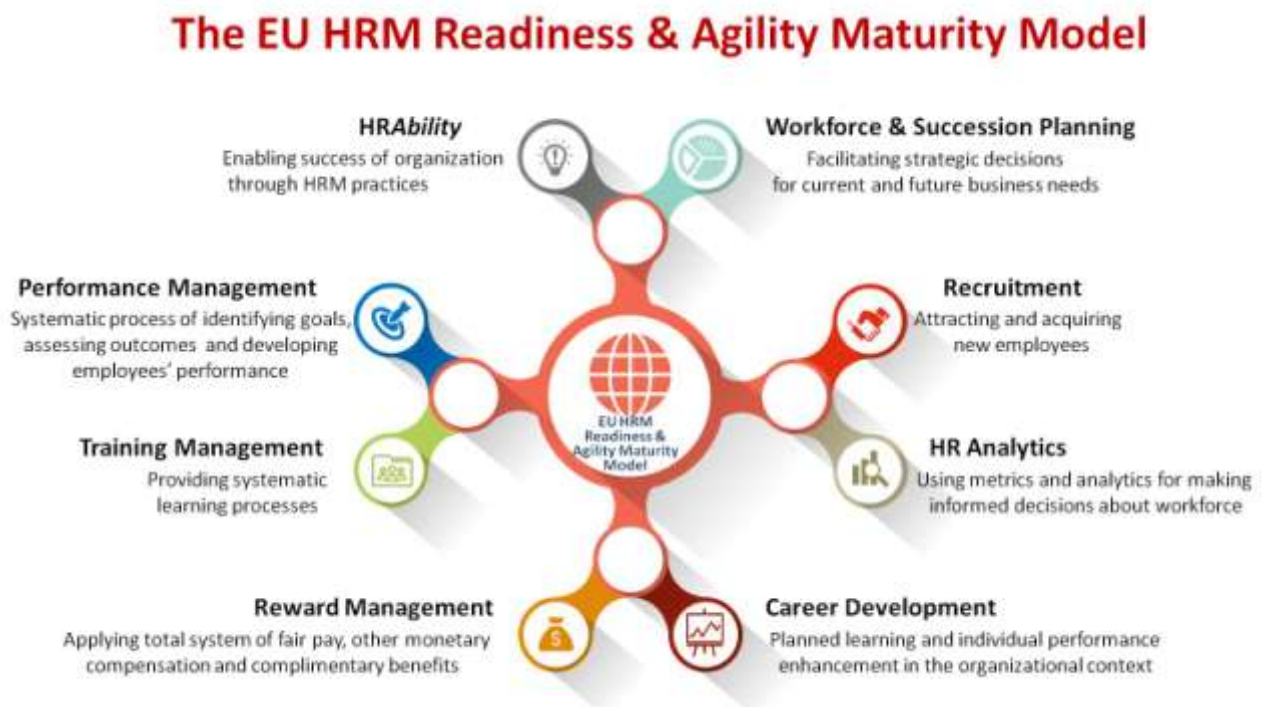 The EU HRM Readiness & Agility Maturity Model
HRAbility
Enabling success of organization
through HRM practices
Workforce & Succession Planning
Facilitating strategic decisions
for current and future business needs
Performance Management
Systematic process of identifying goals,
assessing outcomes and developing
employees' performance
Recruitment
Attracting and acquiring
new employees
EU HRM
Readiness &
Agility Maturity
Model
Training Management
Providing systematic
learning processes
HR Analytics
Using metrics and analytics for making
informed decisions about workforce
Reward Management
Applying total system of fair pay, other monetary
compensation and complimentary benefits
$
Career Development
Planned learning and individual performance
enhancement in the organizational context